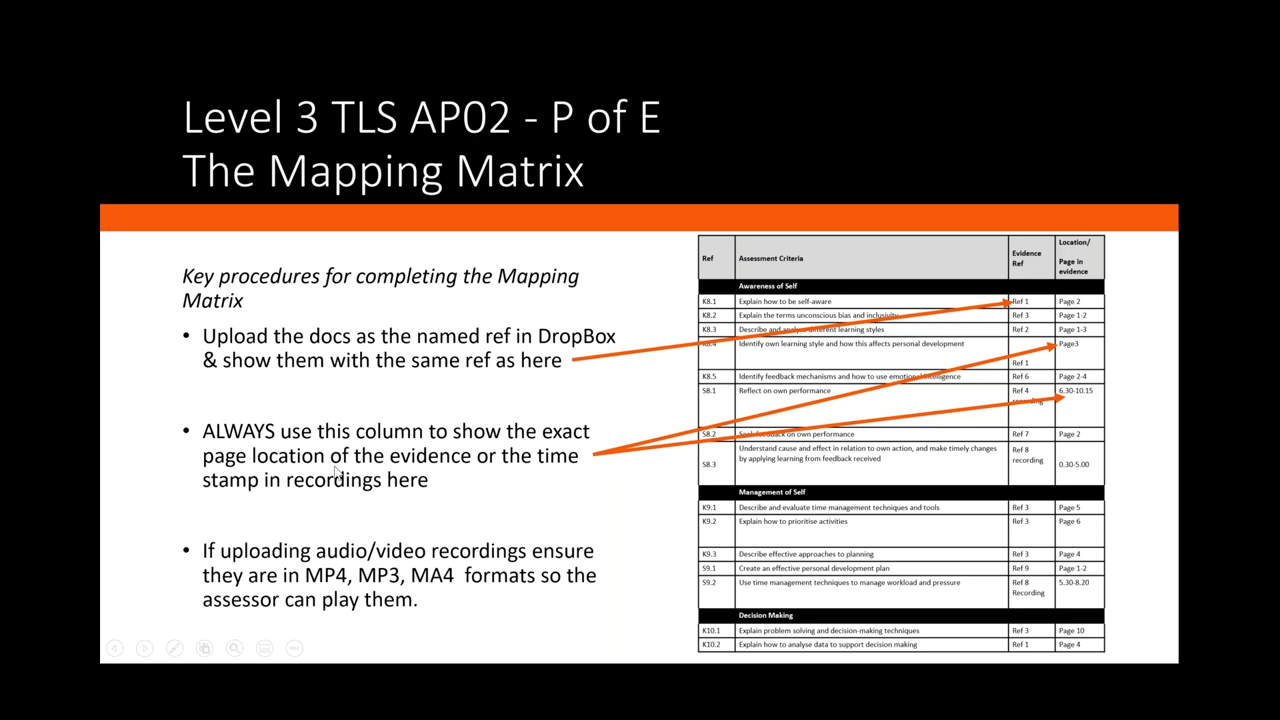 Level 3 TLS AP02 - P of E
The Mapping Matrix
Key procedures for completing the Mapping
Matrix
• Upload the docs as the named ref in DropBox
& show them with the same ref as here
• ALWAYS use this column to show the exact
page location of the evidence or the time
stamp in recordings here
• If uploading audio/video recordings ensure
they are in MP4, MP3, MA4 formats so the
assessor can play them.
Ref Assessment Criteria Evidence Ref Location/ Page in evidence
Awareness of Self
K8.1 Explain how to be self-aware Ref 1 Page 2
K8.2 Explain the terms unconscious bias and inclusivity Ref 3 Page 1-2
K8.3 Describe and analyse different learning styles Ref 2 Page 1-3
K8.4 Identify own learning style and how this affects personal development Ref 1 Page3
K8.5 Identify feedback mechanisms and how to use emotional intelligence Ref 6 Page 2-4
S8.1 Reflect on own performance Ref 4 recording 6.30-10.15
S8.2 Seek feedback on own performance Ref 7 Page 2
S8.3 Understand cause and effect in relation to own action, and make timely changes
by applying learning from feedback received Ref 8 recording 0.30-5.00
Management of Self
K9.1 Describe and evaluate time management techniques and tools Ref 3 Page 5
K9.2 Explain how to prioritise activities Ref 3 Page 6
K9.3 Describe effective approaches to planning Ref 3 Page 4
S9.1 Create an effective personal development plan Ref 9 Page 1-2
S9.2 Use time management techniques to manage workload and pressure Ref 8 Recording 5.30-8.20
Decision Making
K10.1 Explain problem solving and decision-making techniques Ref 3 Page 10
K10.2 Explain how to analyse data to support decision making Ref 1 Page 4